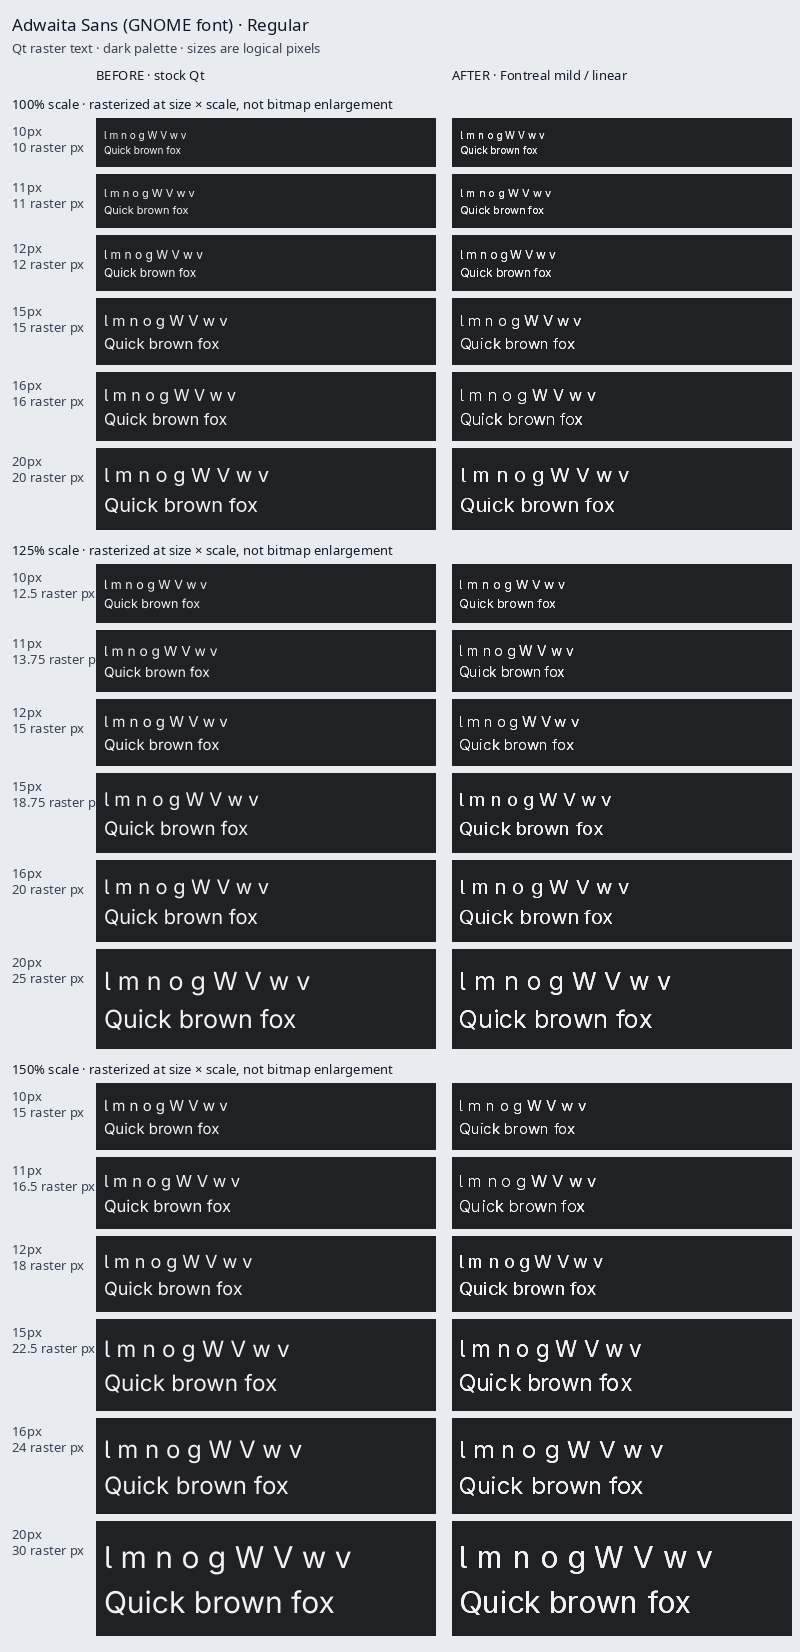 Adwaita Sans (GNOME font) · Regular
Qt raster text · dark palette · sizes are logical pixels
BEFORE · stock Qt
AFTER · Fontreal mild / linear
100% scale · rasterized at size × scale, not bitmap enlargement
10px
10 raster px
l m n o g W V w v
Quick brown fox
l m n o g W V w v
Quick brown fox
11px
11 raster px
l m n o g W V w v
Quick brown fox
l m n o g W V w v
Quick brown fox
12px
12 raster px
l m n o g W V w v
Quick brown fox
l m n o g W V w v
Quick brown fox
15px
15 raster px
l m n o g W V w v
Quick brown fox
l m n o g W V w v
Quick brown fox
16px
16 raster px
l m n o g W V w v
Quick brown fox
l m n o g W V w v
Quick brown fox
20px
20 raster px
l m n o g W V w v
Quick brown fox
l m n o g W V w v
Quick brown fox
125% scale · rasterized at size × scale, not bitmap enlargement
10px
12.5 raster px
l m n o g W V w v
Quick brown fox
l m n o g W V w v
Quick brown fox
11px
13.75 raster p
l m n o g W V w v
Quick brown fox
l m n o g W V w v
Quick brown fox
12px
15 raster px
l m n o g W V w v
Quick brown fox
l m n o g W V w v
Quick brown fox
15px
18.75 raster p
l m n o g W V w v
Quick brown fox
l m n o g W V w v
Quick brown fox
16px
20 raster px
l m n o g W V w v
Quick brown fox
l m n o g W V w v
Quick brown fox
20px
25 raster px
l m n o g W V w v
Quick brown fox
l m n o g W V w v
Quick brown fox
150% scale · rasterized at size × scale, not bitmap enlargement
10px
15 raster px
l m n o g W V w v
Quick brown fox
l m n o g W V w v
Quick brown fox
11px
16.5 raster px
l m n o g W V w v
Quick brown fox
l m n o g W V w v
Quick brown fox
12px
18 raster px
l m n o g W V w v
Quick brown fox
l m n o g W V w v
Quick brown fox
15px
22.5 raster px
l m n o g W V w v
Quick brown fox
l m n o g W V w v
Quick brown fox
16px
24 raster px
l m n o g W V w v
Quick brown fox
l m n o g W V w v
Quick brown fox
20px
30 raster px
l m n o g W V w v
Quick brown fox
l m n o g W V w v
Quick brown fox